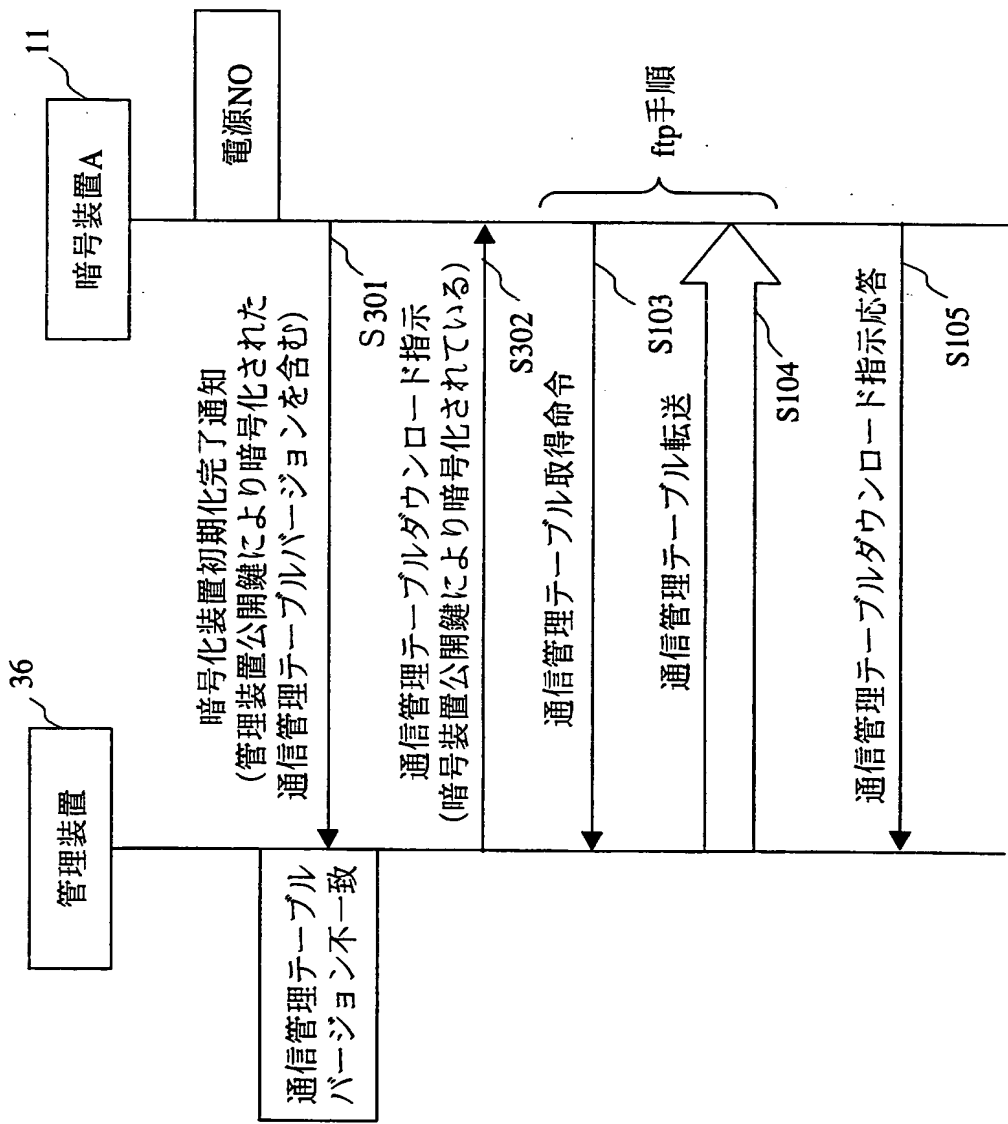 36
管理装置
11
暗号装置A
電源NO
暗号化装置初期化完了通知
(管理装置公開鍵により暗号化された
通信管理テーブルバージョンを含む)
S301
通信管理テーブル
バージョン不一致
通信管理テーブルダウンロード指示
(暗号装置公開鍵により暗号化されている)
S302
通信管理テーブル取得命令
S103
通信管理テーブル転送
S104
ftp手順
通信管理テーブルダウンロード指示応答
S105